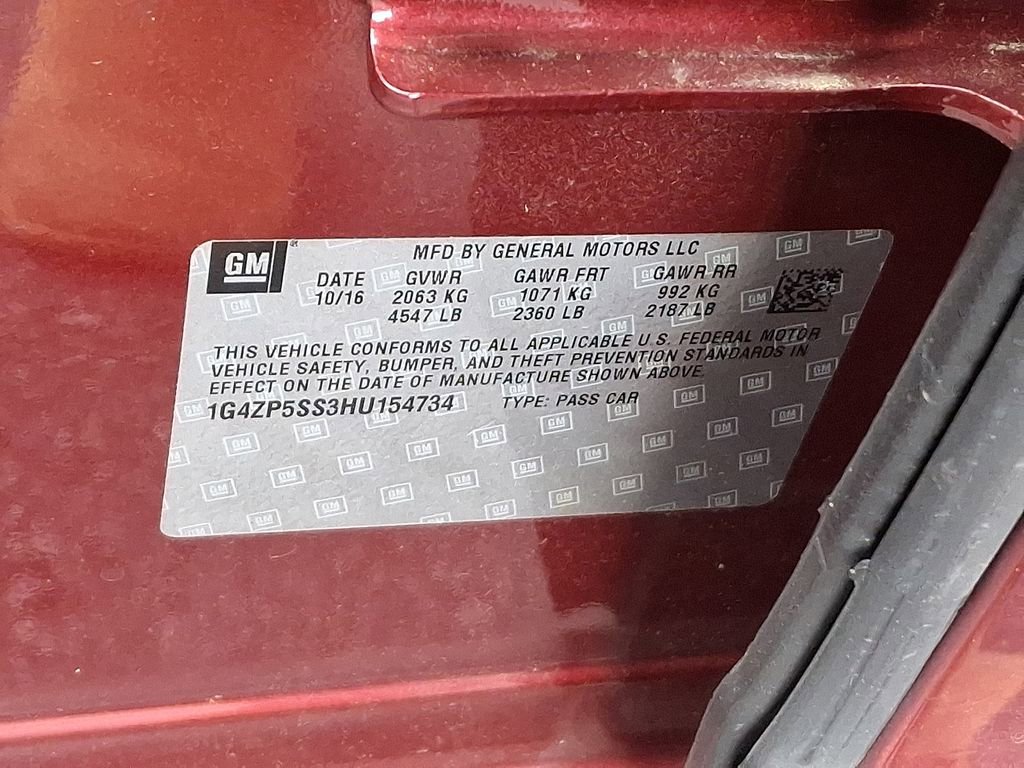 GM
MFD BY GENERAL MOTORS LLC
DATE GVWR GAWR FRT GAWR RR
10/16 2063 KG 1071 KG 992 KG
4547 LB 2360 LB 2187 LB
THIS VEHICLE CONFORMS TO ALL APPLICABLE U.S. FEDERAL MOTOR
VEHICLE SAFETY, BUMPER, AND THEFT PREVENTION STANDARDS IN
EFFECT ON THE DATE OF MANUFACTURE SHOWN ABOVE.
1G4ZP5SS3HU154734 TYPE: PASS CAR